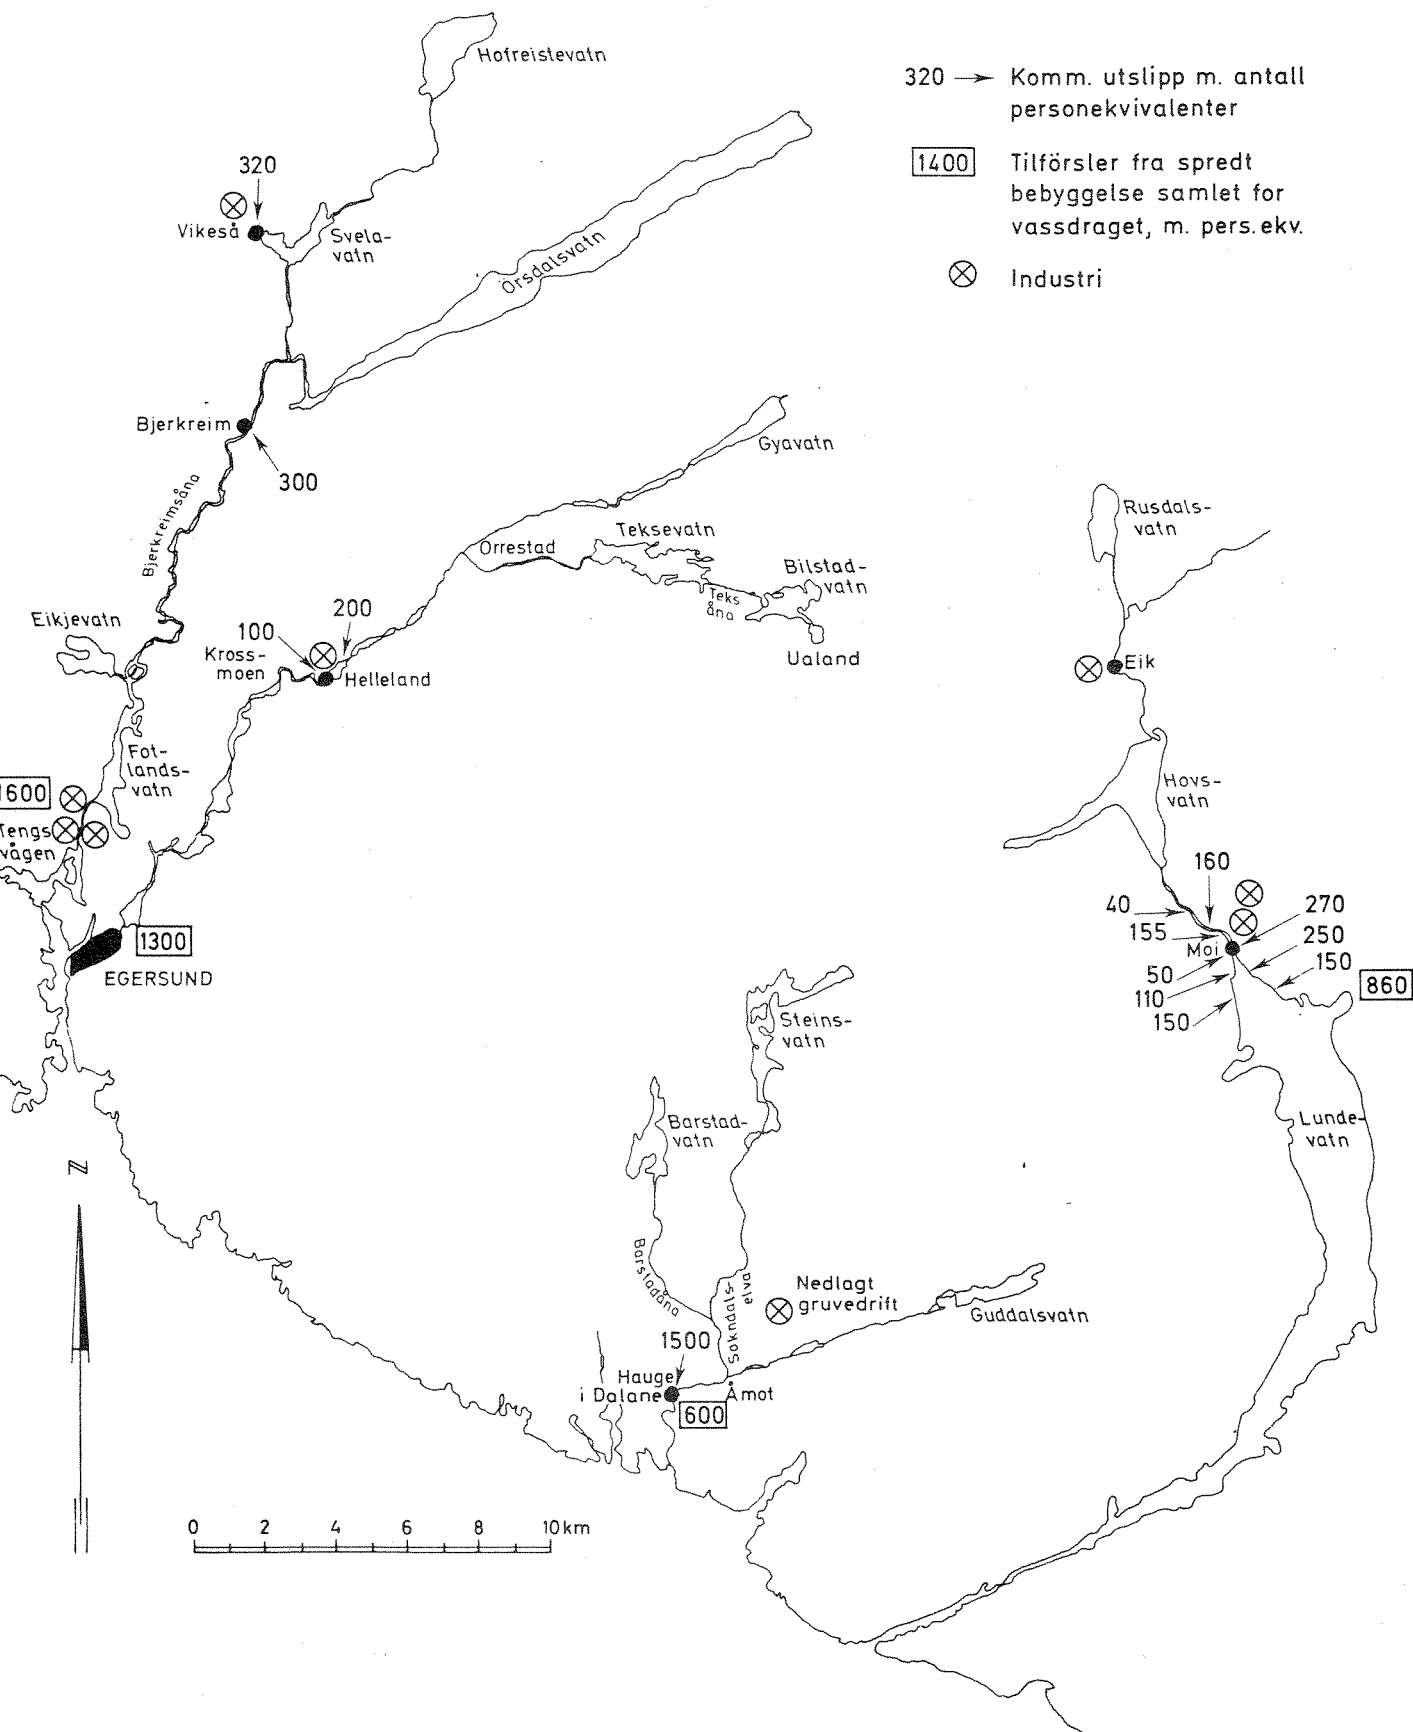 Hofreistevatn
320 → Komm. utslipp m. antall
personekvivalenter
1400 Tilförsler fra spredt
bebyggelse samlet for
vassdraget, m. pers.ekv.
Industri
320
Vikeså
Svela-
vatn
Örsdalsvatn
Bjerkreim
300
Bjerkreimsåna
Gyavatn
Orrestad
Teksevatn
Teks
åna
Bilstad-
vatn
Ualand
Rusdals-
vatn
Eik
Eikjevatn
100
200
Kross-
moen
Helleland
Fot-
lands-
vatn
1600
Tengs
vågen
Hovs-
vatn
1300
EGERSUND
160
40
155
Moi
50
110
150
270
250
150
860
Steins-
vatn
Barstad-
vatn
Lunde-
vatn
N
Barstadåna
Sokndals-
elva
Nedlagt
gruvedrift
Guddalsvatn
1500
Hauge
i Dalane
Åmot
600
0 2 4 6 8 10km